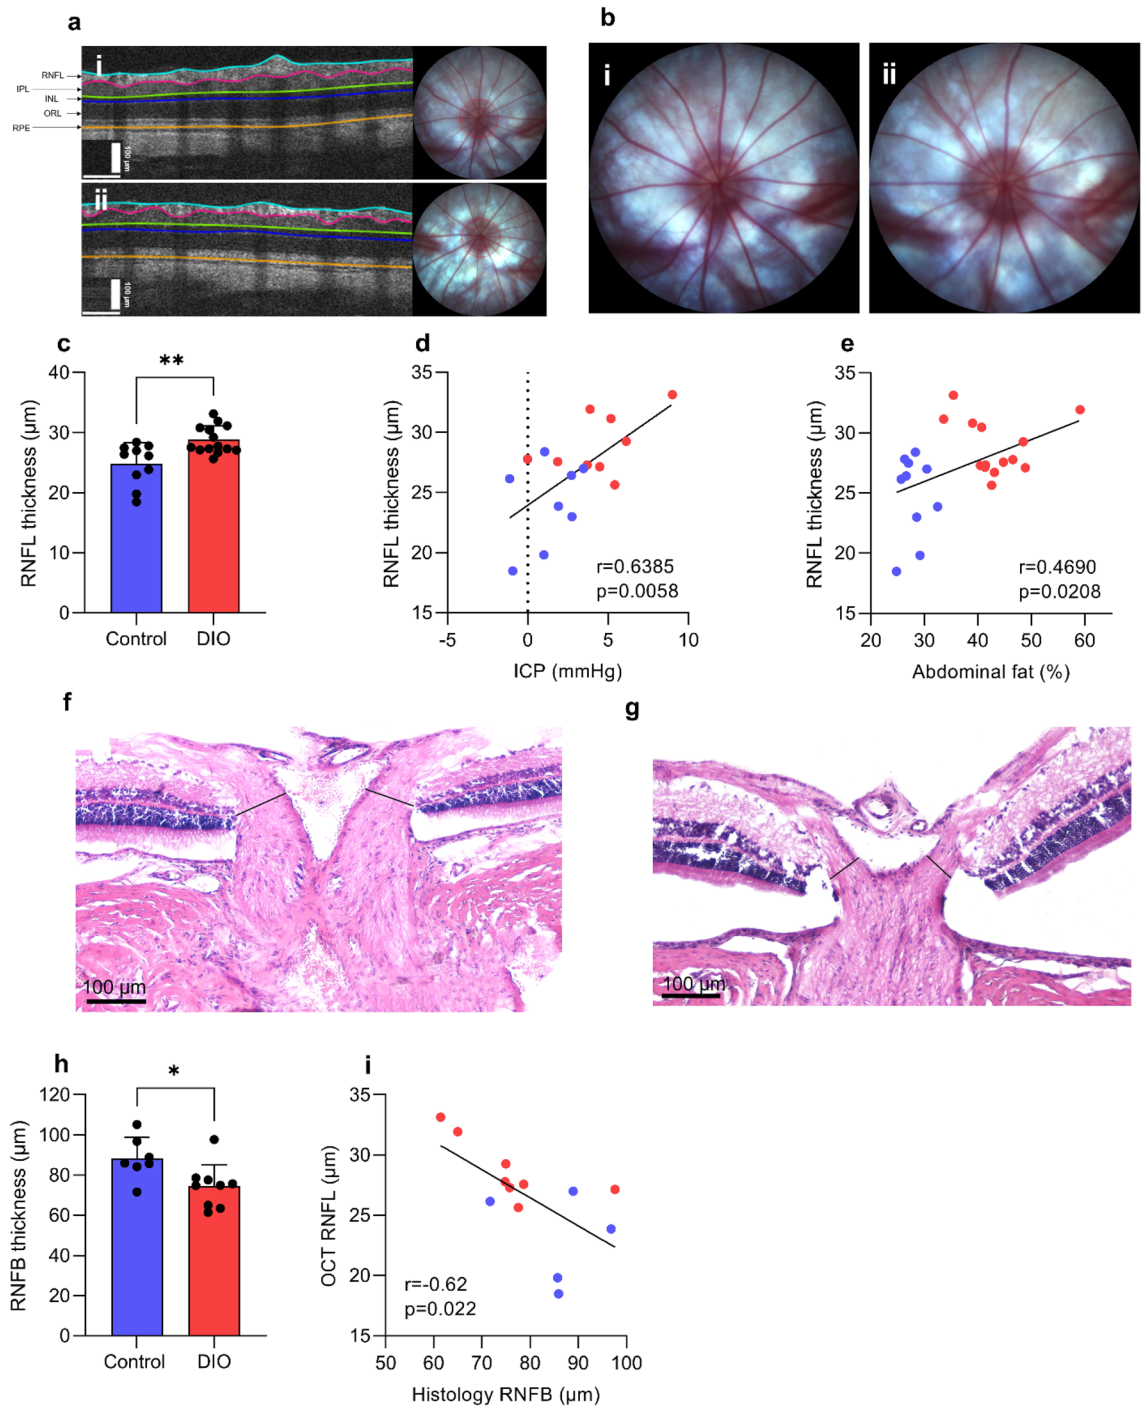 a
i
RNFL
IPL
INL
ORL
RPE
100 µm
ii
100 µm
b
i
ii
c
**
RNFL thickness (µm)
40
30
20
10
0
Control
DIO
d
RNFL thickness (µm)
35
30
25
20
15
r=0.6385
p=0.0058
-5
0
5
10
ICP (mmHg)
e
RNFL thickness (µm)
35
30
25
20
15
r=0.4690
p=0.0208
20
30
40
50
60
Abdominal fat (%)
f
100 µm
g
100 µm
h
*
RNFB thickness (µm)
120
100
80
60
40
20
0
Control
DIO
i
OCT RNFL (µm)
35
30
25
20
15
r=-0.62
p=0.022
50
60
70
80
90
100
Histology RNFB (µm)